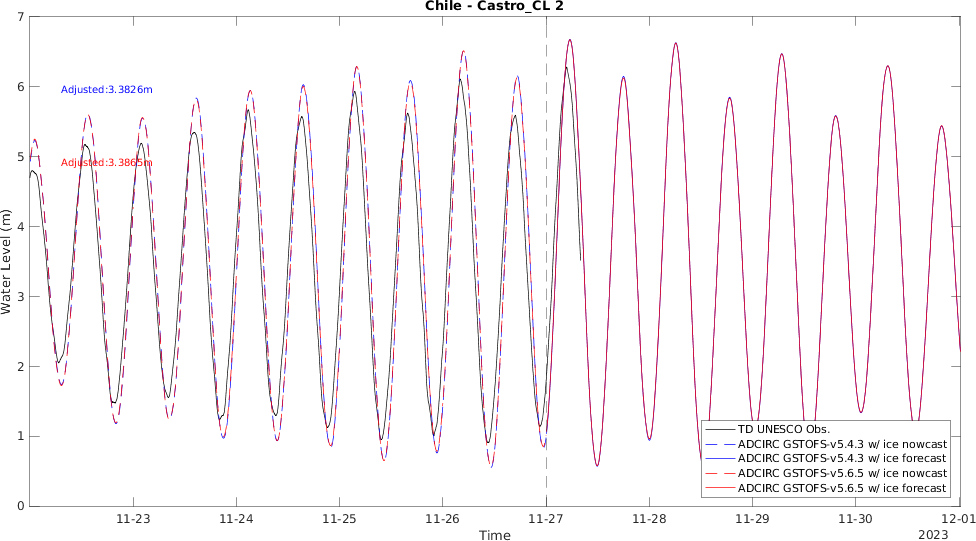 Chile - Castro_CL 2
7
6
5
4
3
2
1
0
Water Level (m)
Adjusted:3.3826m
Adjusted:3.3865m
TD UNESCO Obs.
ADCIRC GSTOFS-v5.4.3 w/ ice nowcast
ADCIRC GSTOFS-v5.4.3 w/ ice forecast
ADCIRC GSTOFS-v5.6.5 w/ ice nowcast
ADCIRC GSTOFS-v5.6.5 w/ ice forecast
11-23 11-24 11-25 11-26 11-27 11-28 11-29 11-30 12-01
Time
2023